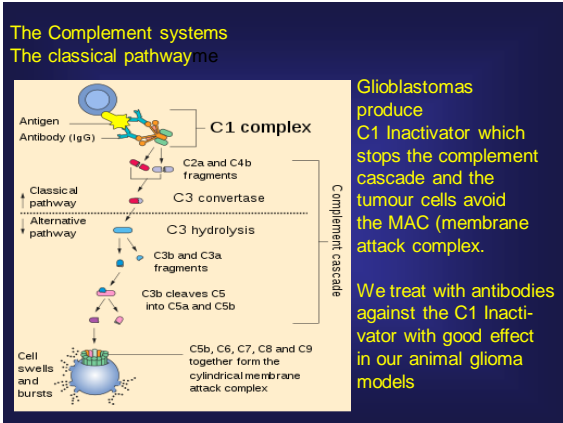 The Complement systems
The classical pathwayme
Antigen
Antibody (IgG)
C1 complex
C2a and C4b
fragments
Classical
pathway
C3 convertase
Alternative
pathway
C3 hydrolysis
C3b and C3a
fragments
C3b cleaves C5
into C5a and C5b
Complement cascade
Cell
swells
and
bursts
C5b, C6, C7, C8 and C9
together form the
cylindrical membrane
attack complex
Glioblastomas
produce
C1 Inactivator which
stops the complement
cascade and the
tumour cells avoid
the MAC (membrane
attack complex.
We treat with antibodies
against the C1 Inacti-
vator with good effect
in our animal glioma
models